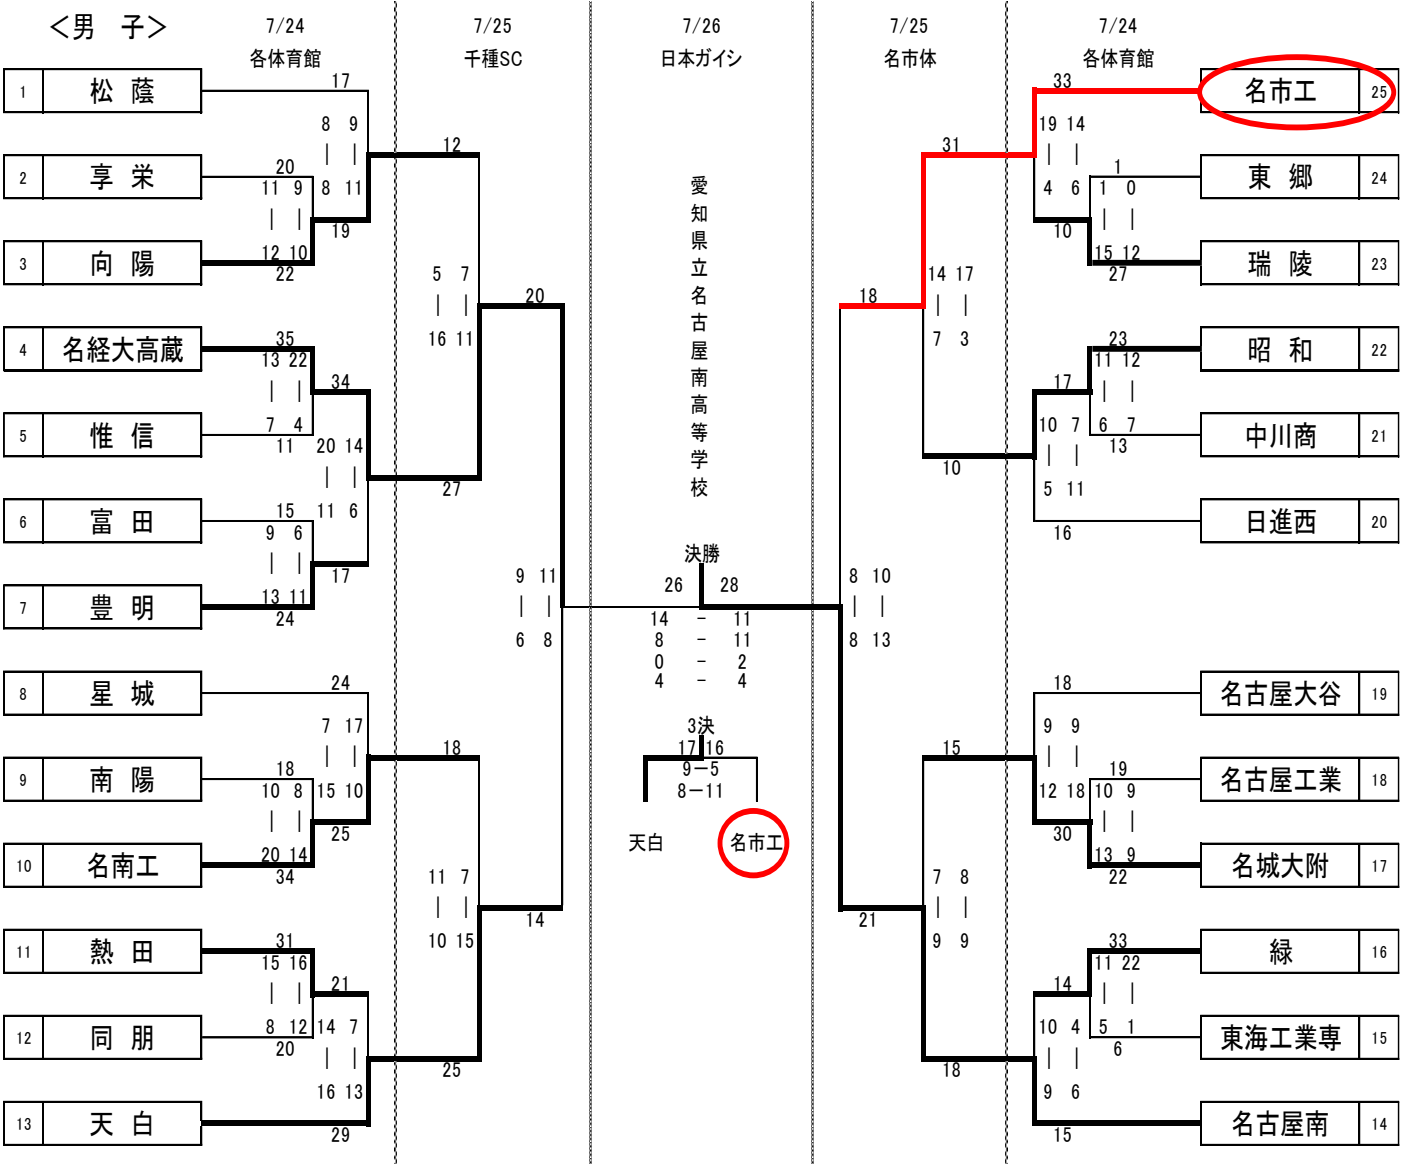 <男 子>
7/24
7/25
7/26
7/25
7/24
各体育館
千種SC
日本ガイシ
名市体
各体育館
1 松 蔭
17
8 9
8 11
2 享 栄
20
11 9
12 10
19
3 向 陽
22
12
5 7
16 11
20
4 名経大高蔵
35
13 22
7 4
34
5 惟 信
11
20 14
11 6
27
6 富 田
15
9 6
13 11
17
7 豊 明
24
9 11
6 8
8 星 城
24
7 17
15 10
18
9 南 陽
18
10 8
20 14
25
10 名南工
34
11 7
10 15
14
11 熱 田
31
15 16
8 12
21
12 同 朋
20
14 7
16 13
25
13 天 白
29
愛知県立名古屋南高等学校
決勝
26 28
14 - 11
8 - 11
0 - 2
4 - 4
3決
17 16
9-5
8-11
天白
名市工
33
名市工 25
31
19 14
4 6
1
東 郷 24
1 0
15 12
10
27
瑞 陵 23
18
14 17
7 3
23
昭 和 22
17
11 12
6 7
13
中川商 21
10 7
5 11
10
16
日進西 20
8 10
8 13
18
名古屋大谷 19
15
9 9
12 18
19
名古屋工業 18
10 9
13 9
30
22
名城大附 17
21
7 8
9 9
33
緑 16
14
11 22
5 1
6
東海工業専 15
10 4
9 6
18
15
名古屋南 14